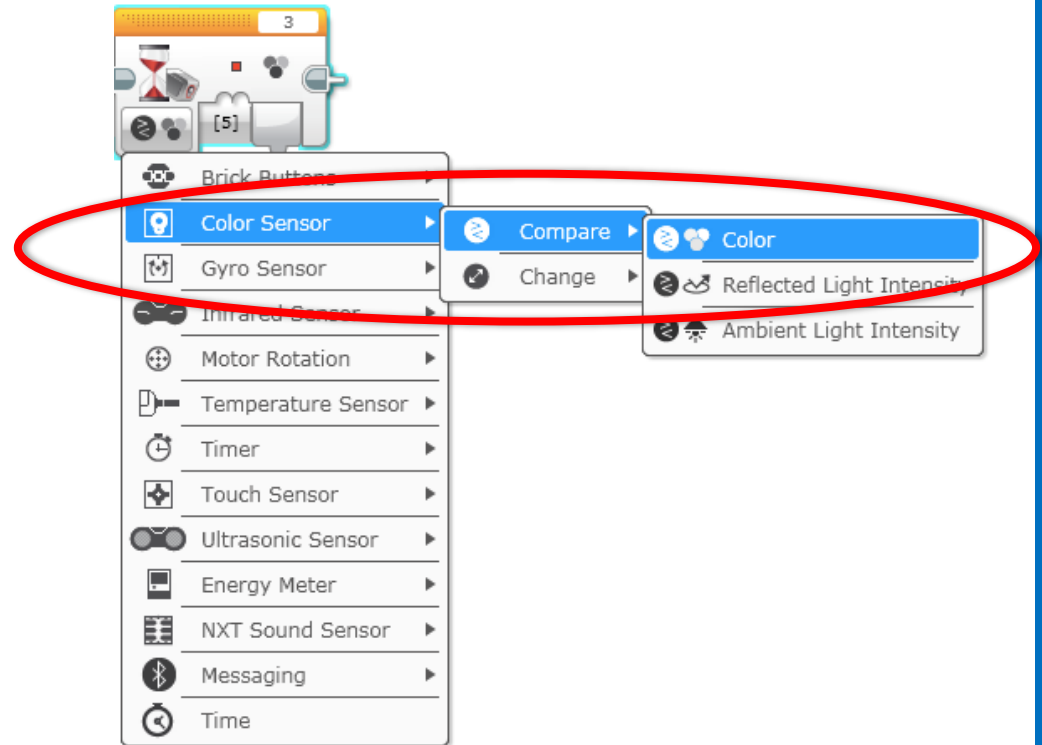 3
[5]
Brick Buttons
Color Sensor
Compare
Color
Gyro Sensor
Change
Reflected Light Intensity
Infrared Sensor
Ambient Light Intensity
Motor Rotation
Temperature Sensor
Timer
Touch Sensor
Ultrasonic Sensor
Energy Meter
NXT Sound Sensor
Messaging
Time